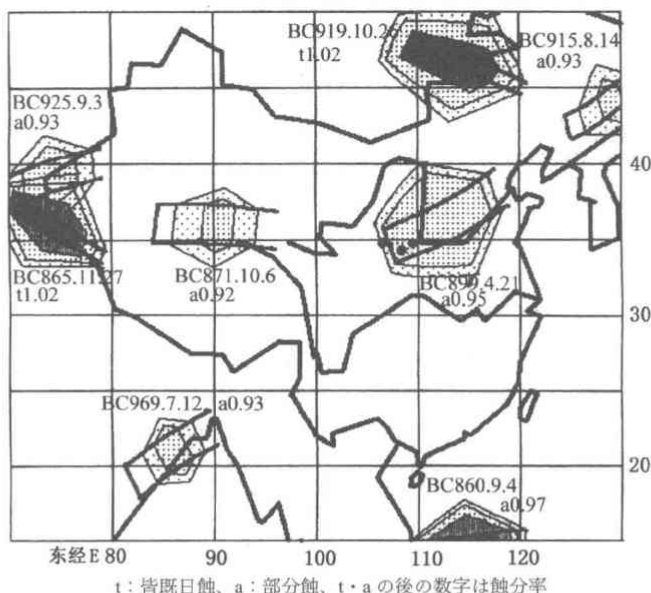 BC919.10.26
t1.02
BC915.8.14
a0.93
BC925.9.3
a0.93
40
BC865.11.27
t1.02
BC871.10.6
a0.92
BC899.4.21
a0.95
30
BC969.7.12 a0.93
20
BC860.9.4
a0.97
东经E 80 90 100 110 120
t：皆既日蝕、a：部分蝕、t・aの後の数字は蝕分率